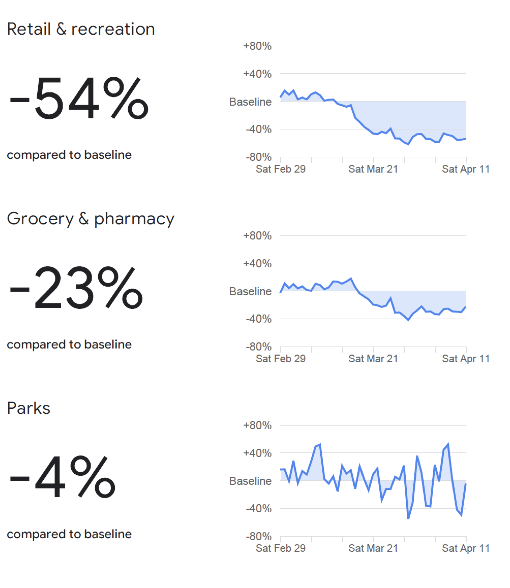 Retail & recreation
-54%
compared to baseline
+80%
+40%
Baseline
-40%
-80%
Sat Feb 29 Sat Mar 21 Sat Apr 11
Grocery & pharmacy
-23%
compared to baseline
+80%
+40%
Baseline
-40%
-80%
Sat Feb 29 Sat Mar 21 Sat Apr 11
Parks
-4%
compared to baseline
+80%
+40%
Baseline
-40%
-80%
Sat Feb 29 Sat Mar 21 Sat Apr 11